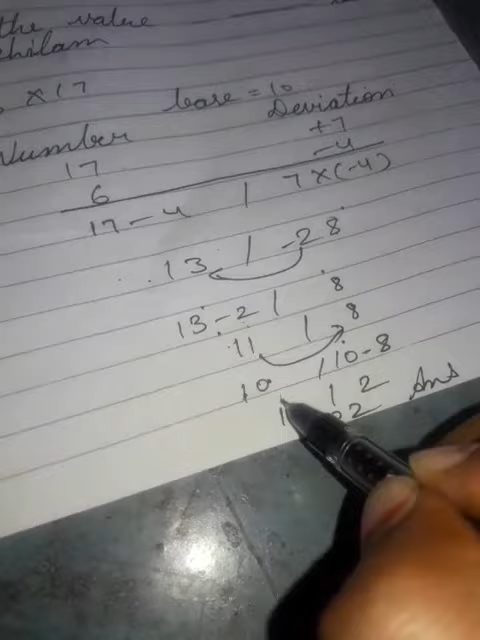 the value
chilam
× 17 base = 10
Number Deviation
17 +7
6 -4
17 - 4 | 7 × (-4)
13 | -28
13 - 2 | 8
11 | 8
10 / 10 - 8
1 2 Ans